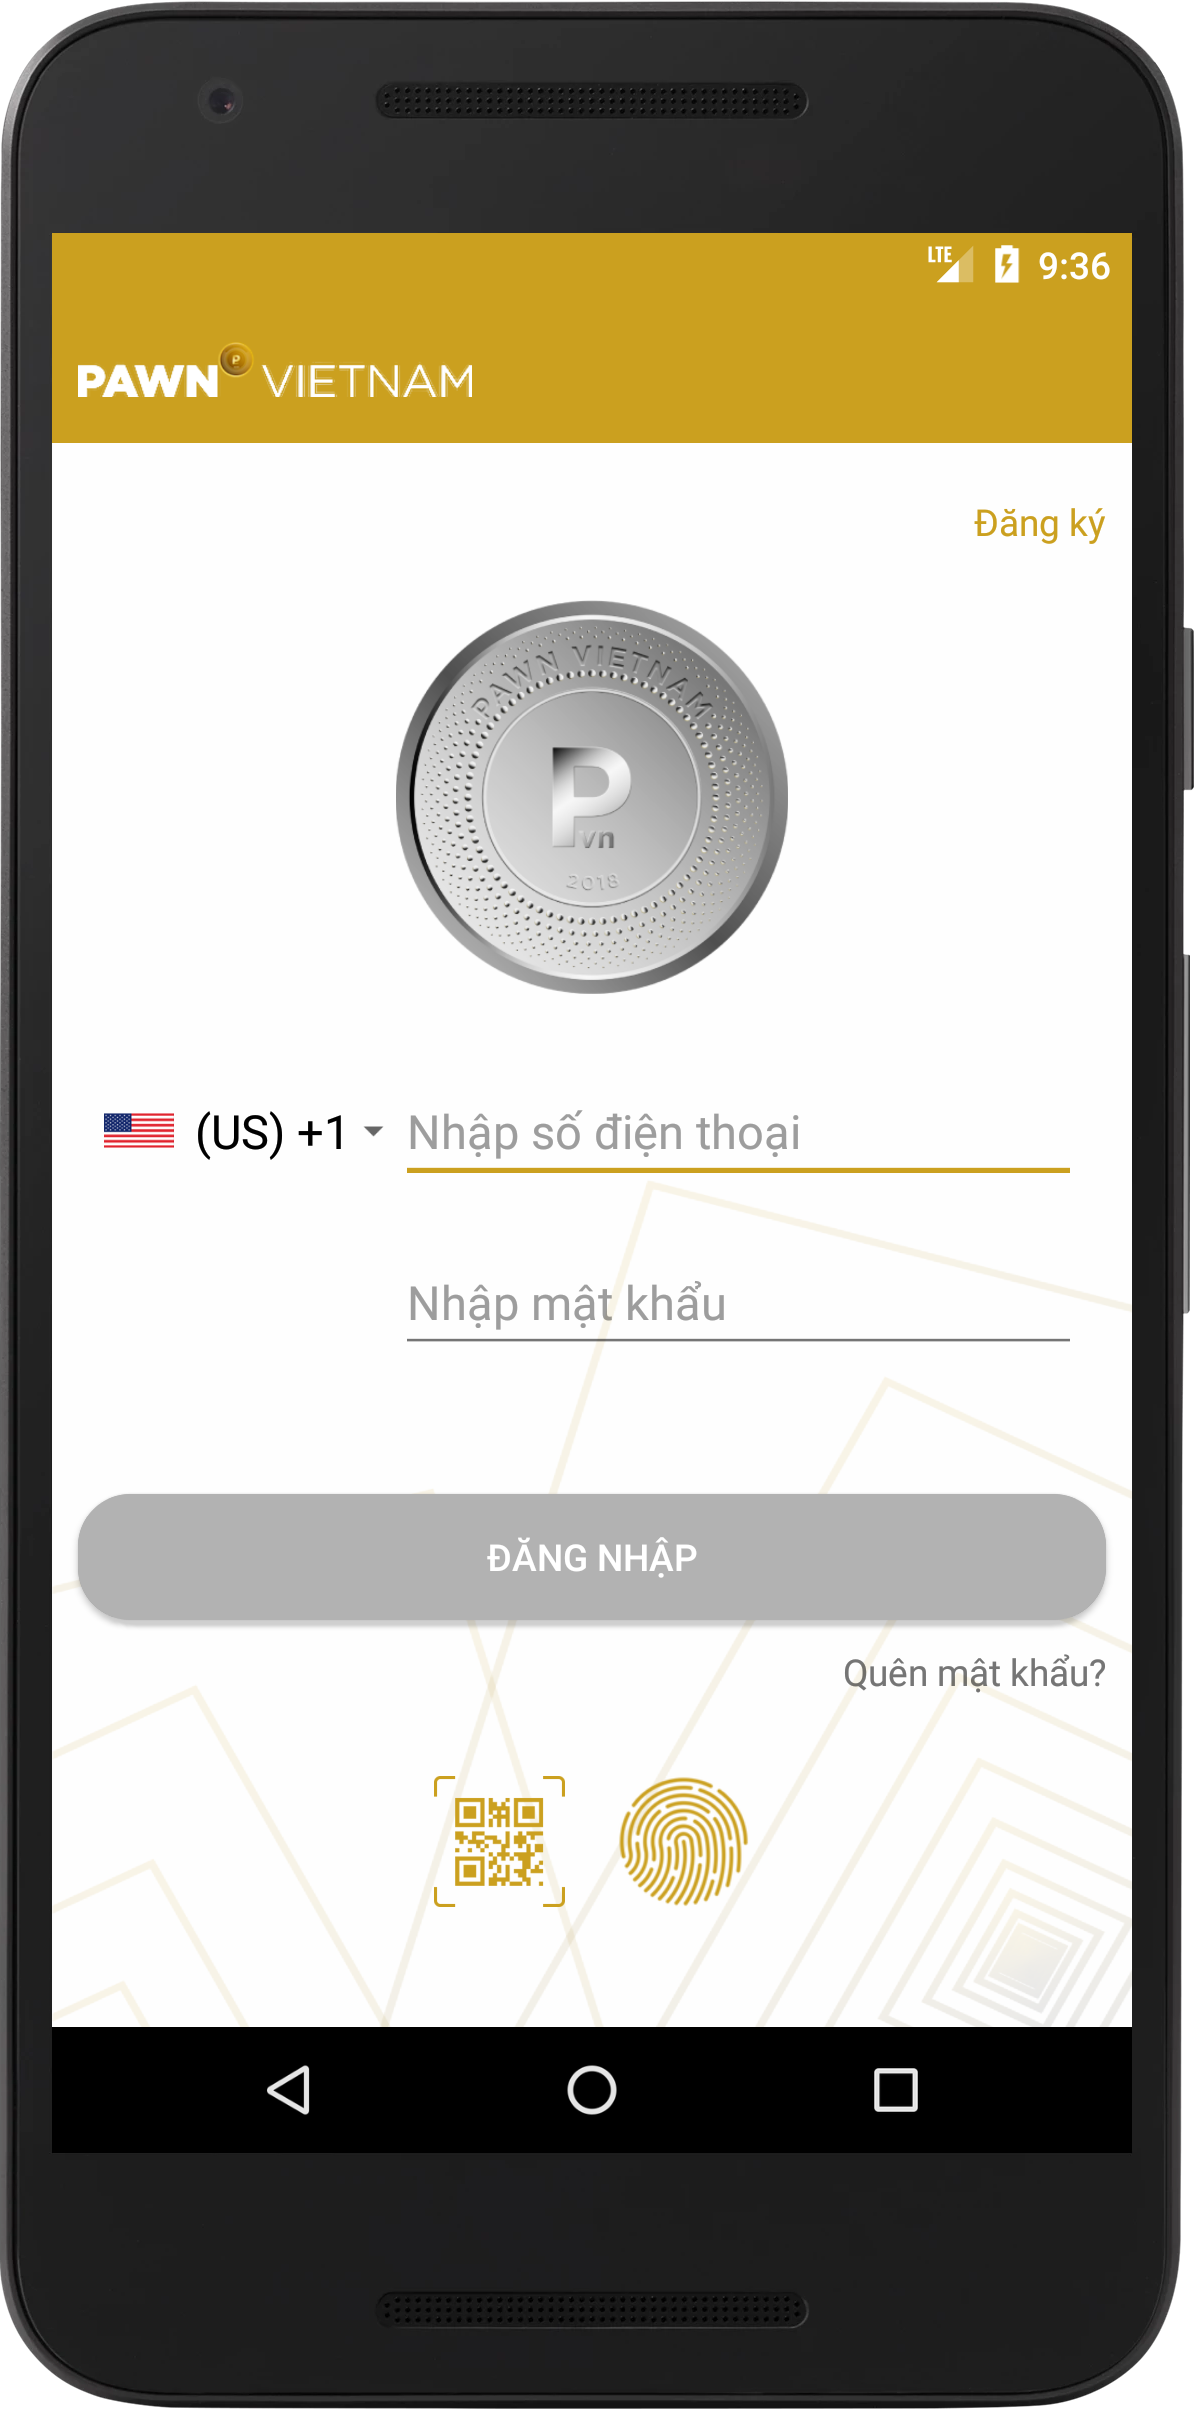 LTE 9:36
PAWN P VIETNAM
Đăng ký
PAWN VIETNAM
P
vn
2018
(US) +1 Nhập số điện thoại
Nhập mật khẩu
ĐĂNG NHẬP
Quên mật khẩu?